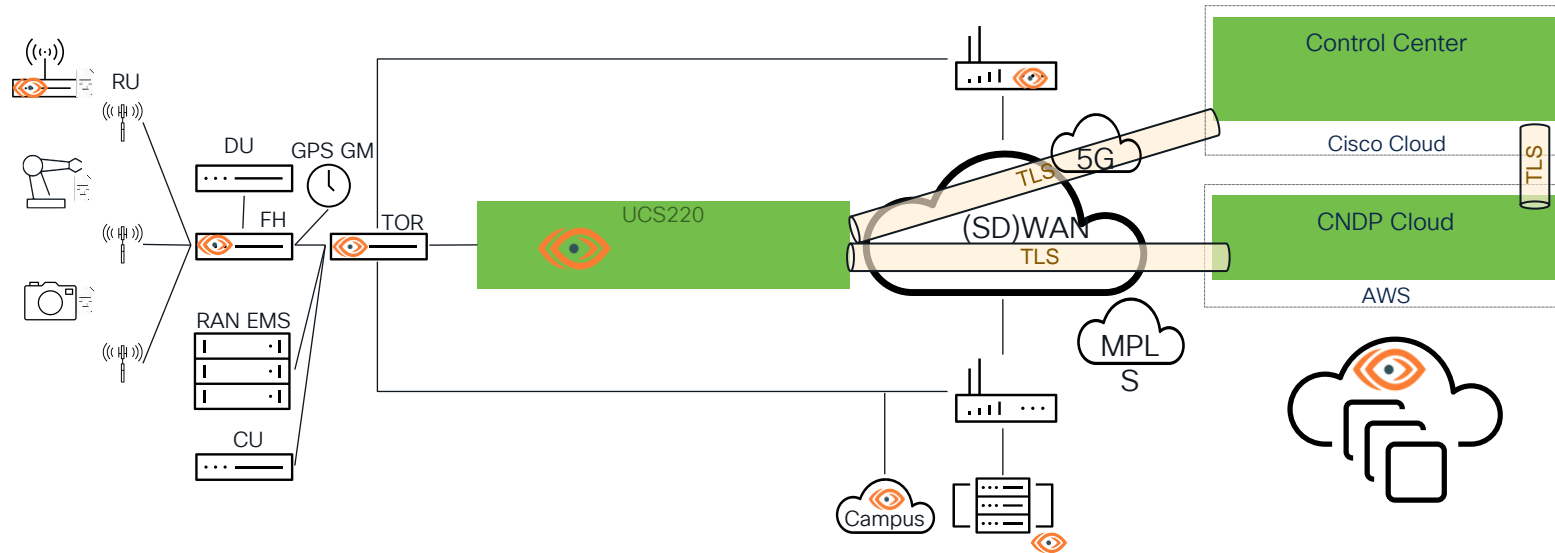 RU
DU
GPS GM
FH
TOR
RAN EMS
CU
UCS220
5G
TLS
(SD)WAN
TLS
MPL
S
Campus
Control Center
Cisco Cloud
TLS
CNDP Cloud
AWS